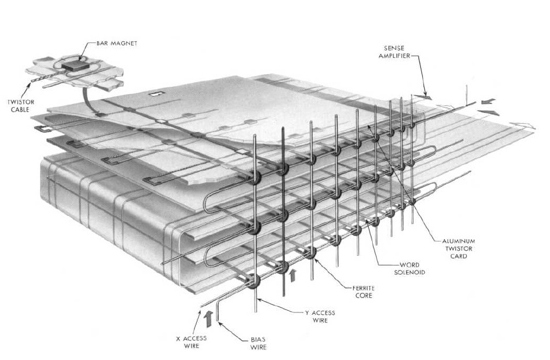 BAR MAGNET
SENSE
AMPLIFIER
TWISTOR
CABLE
ALUMINUM
TWISTOR
CARD
WORD
SOLENOID
FERRITE
CORE
Y ACCESS
WIRE
X ACCESS
WIRE
BIAS
WIRE